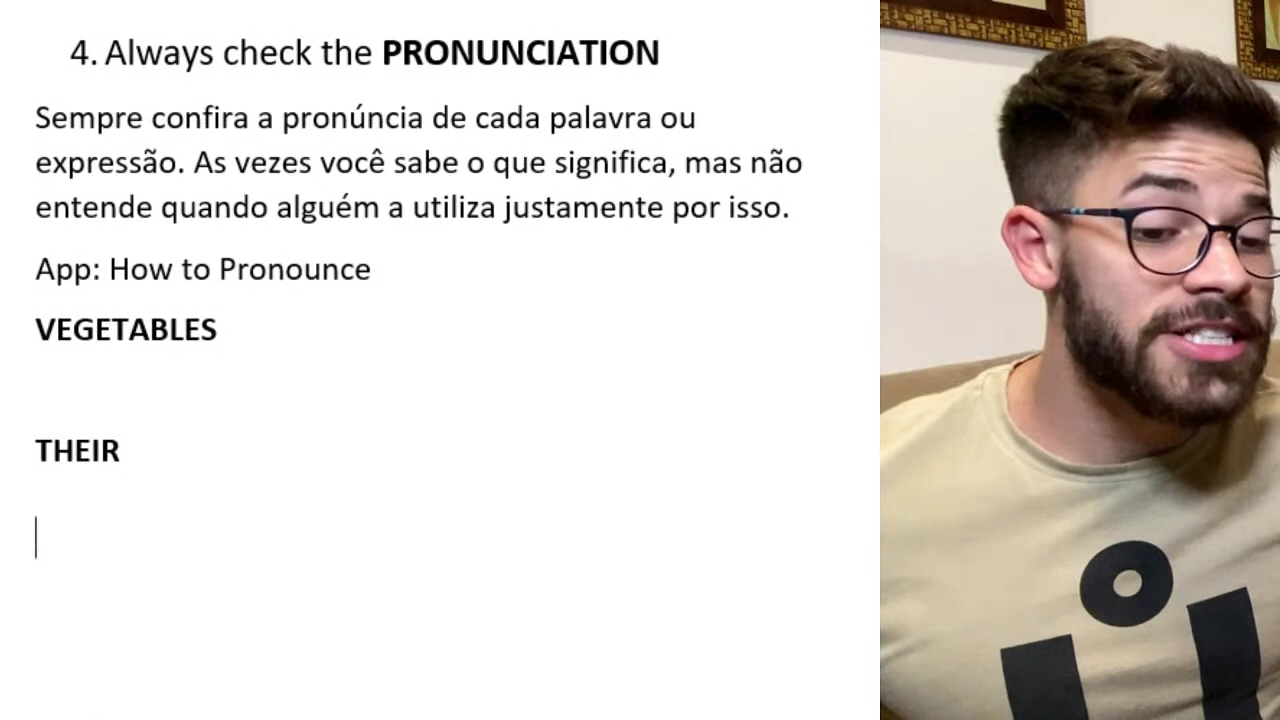 4. Always check the PRONUNCIATION
Sempre confira a pronúncia de cada palavra ou
expressão. As vezes você sabe o que significa, mas não
entende quando alguém a utiliza justamente por isso.
App: How to Pronounce
VEGETABLES
THEIR